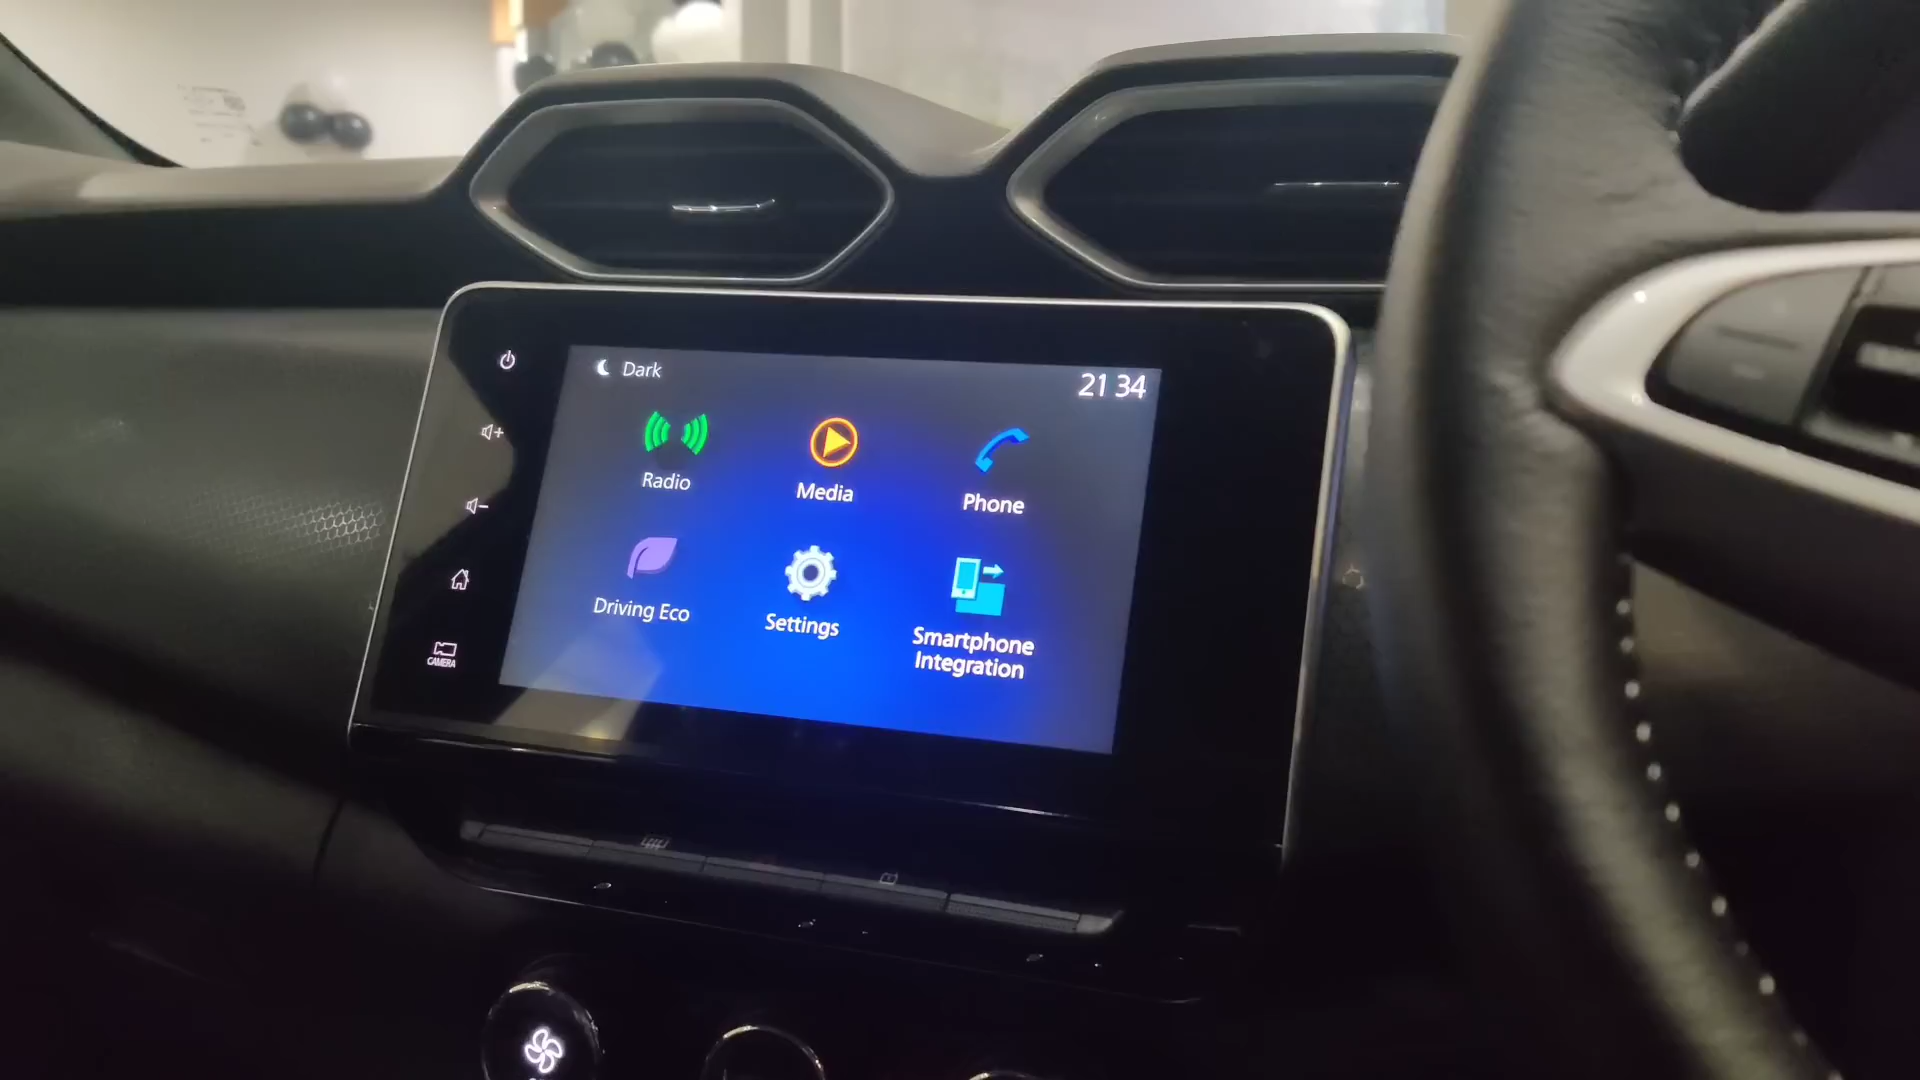 Dark
21 34
Radio
Media
Phone
Driving Eco
Settings
Smartphone
Integration
CAMERA